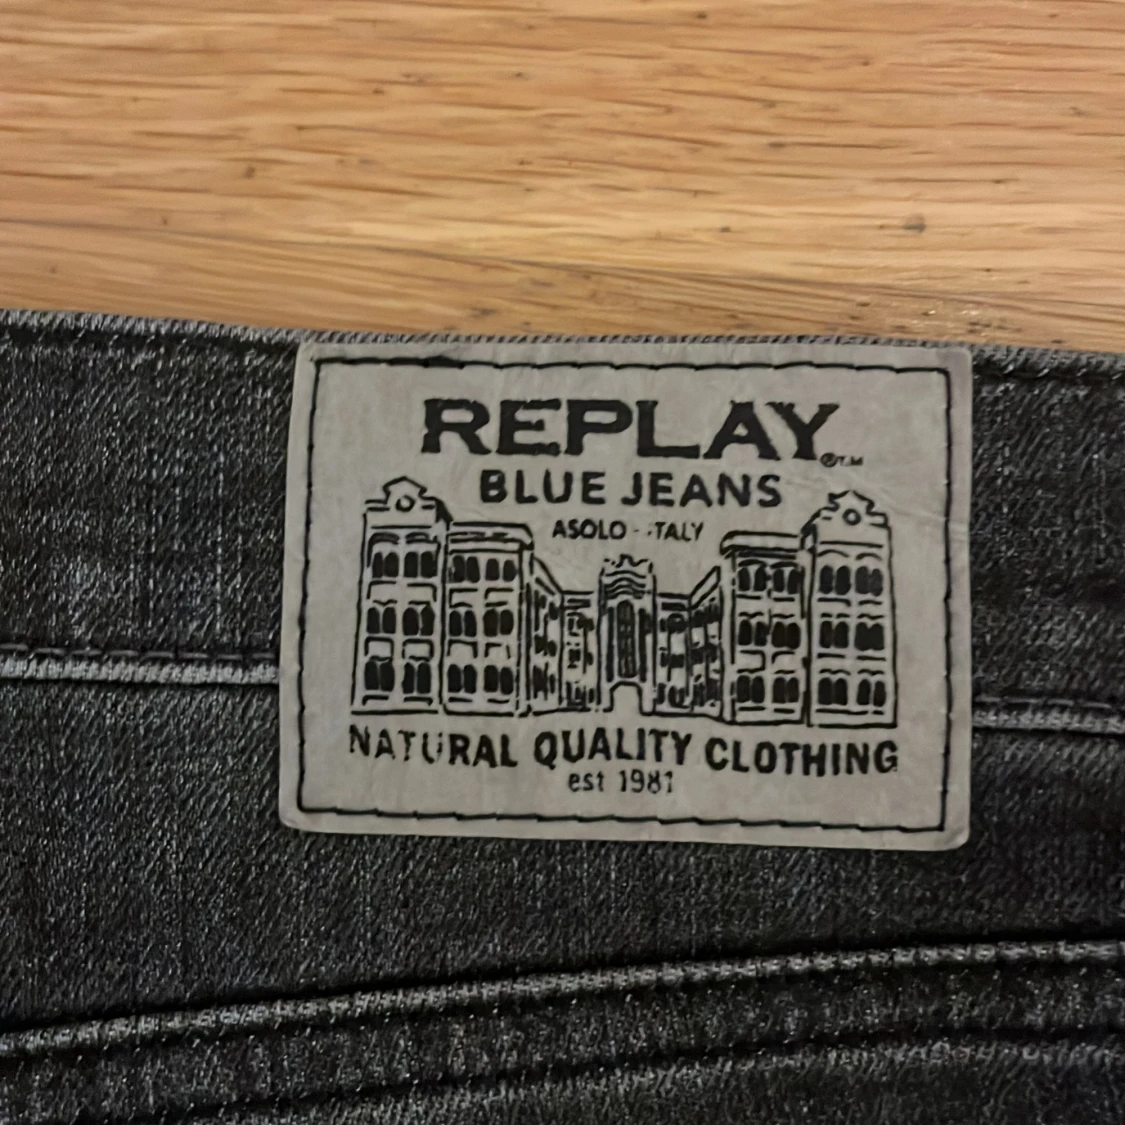 REPLAY
®T.M
BLUE JEANS
ASOLO - ITALY
NATURAL QUALITY CLOTHING
est 1981